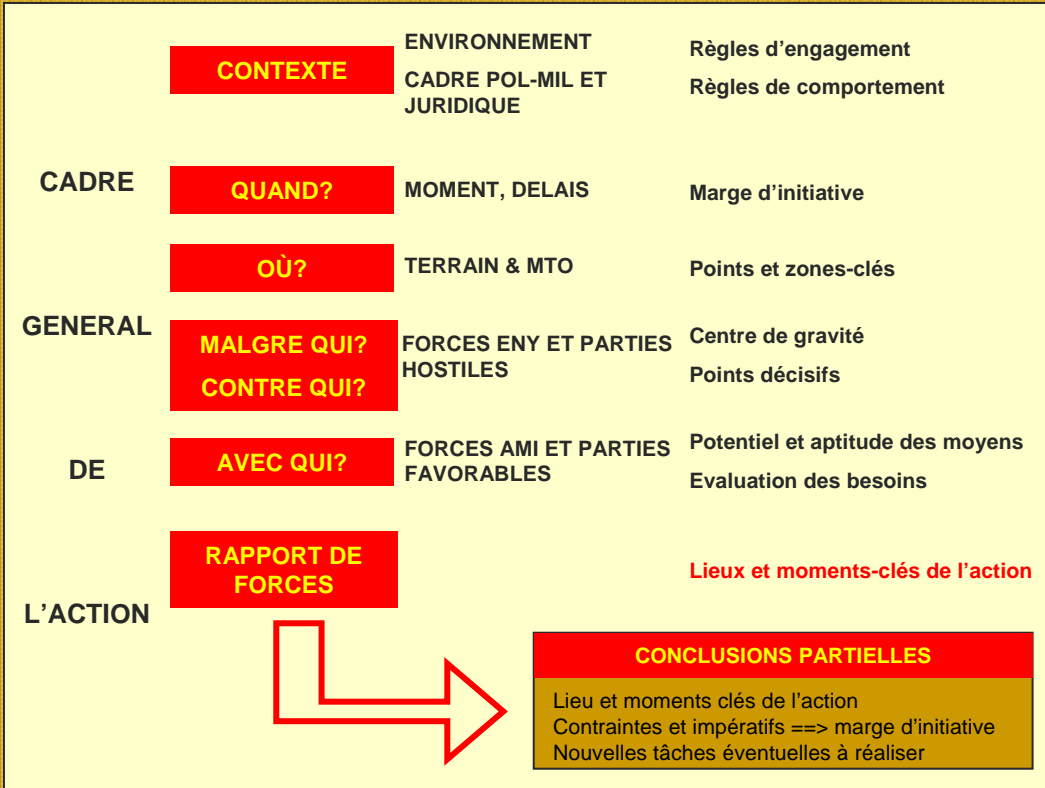 CONTEXTE
ENVIRONNEMENT
CADRE POL-MIL ET
JURIDIQUE
Règles d'engagement
Règles de comportement
CADRE
QUAND?
MOMENT, DELAIS
Marge d'initiative
OÙ?
TERRAIN & MTO
Points et zones-clés
GENERAL
MALGRE QUI?
CONTRE QUI?
FORCES ENY ET PARTIES
HOSTILES
Centre de gravité
Points décisifs
DE
AVEC QUI?
FORCES AMI ET PARTIES
FAVORABLES
Potentiel et aptitude des moyens
Evaluation des besoins
L'ACTION
RAPPORT DE
FORCES
Lieux et moments-clés de l'action
CONCLUSIONS PARTIELLES
Lieu et moments clés de l'action
Contraintes et impératifs ==> marge d'initiative
Nouvelles tâches éventuelles à réaliser